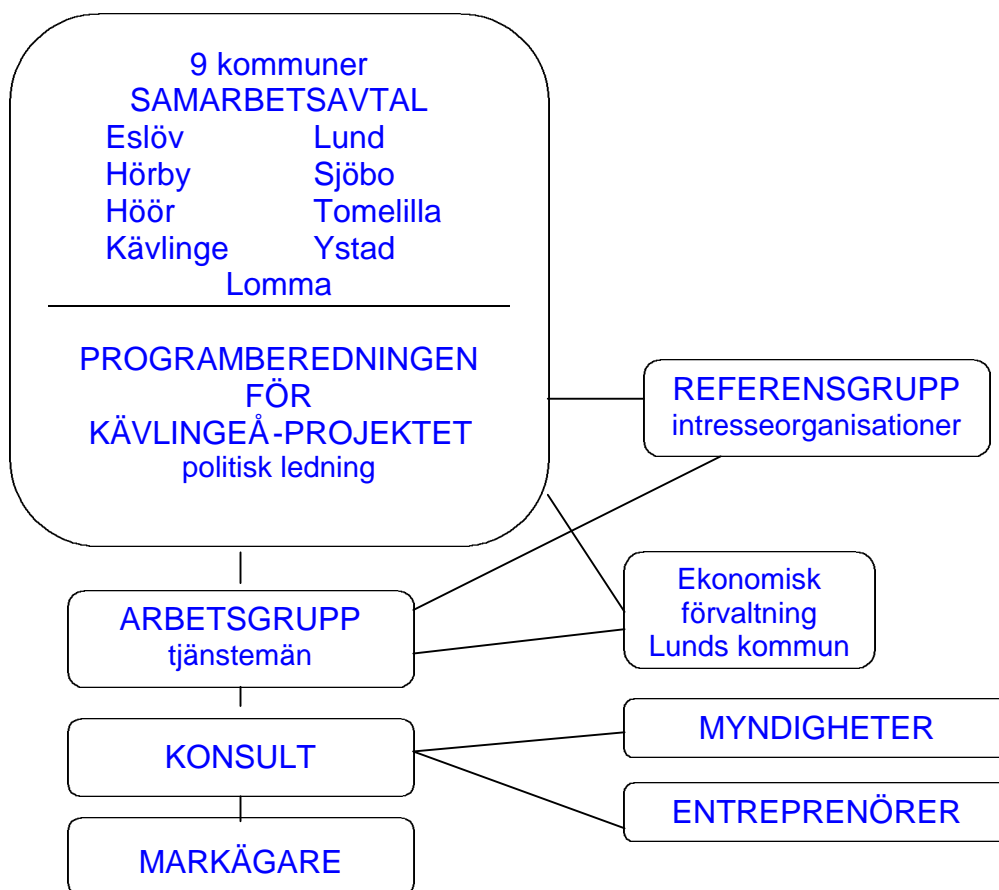 9 kommuner
SAMARBETSAVTAL
Eslöv Lund
Hörby Sjöbo
Höör Tomelilla
Kävlinge Ystad
Lomma
PROGRAMBEREDNINGEN
FÖR
KÄVLINGEÅ-PROJEKTET
politisk ledning
REFERENSGRUPP
intresseorganisationer
Ekonomisk
förvaltning
Lunds kommun
ARBETSGRUPP
tjänstemän
KONSULT
MYNDIGHETER
ENTREPRENÖRER
MARKÄGARE